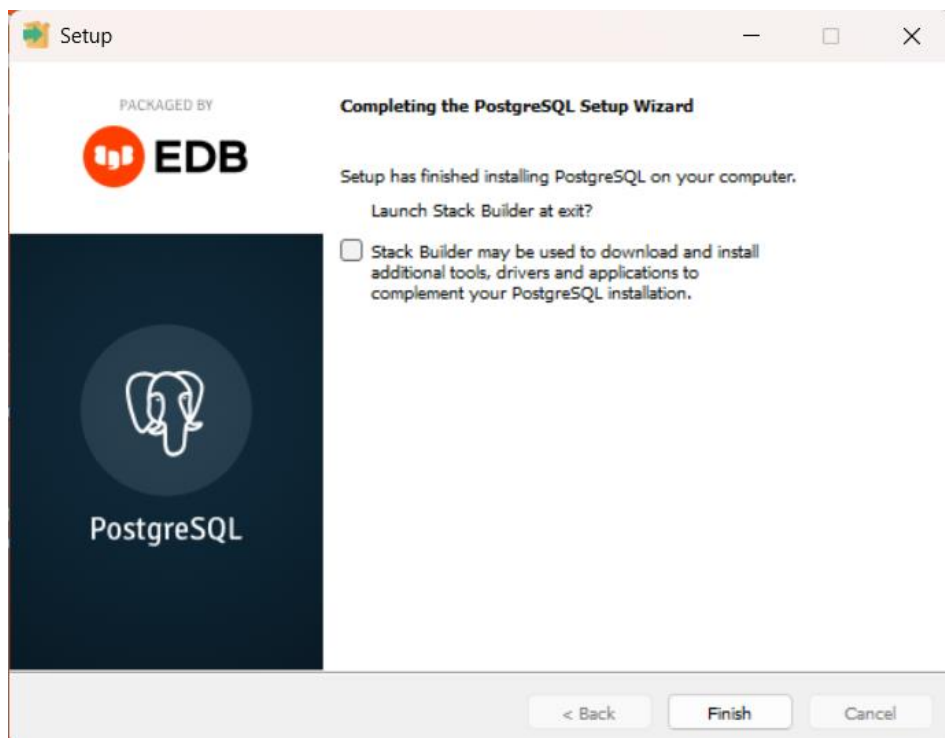 Setup
PACKAGED BY
EDB
PostgreSQL
Completing the PostgreSQL Setup Wizard
Setup has finished installing PostgreSQL on your computer.
Launch Stack Builder at exit?
Stack Builder may be used to download and install
additional tools, drivers and applications to
complement your PostgreSQL installation.
< Back
Finish
Cancel